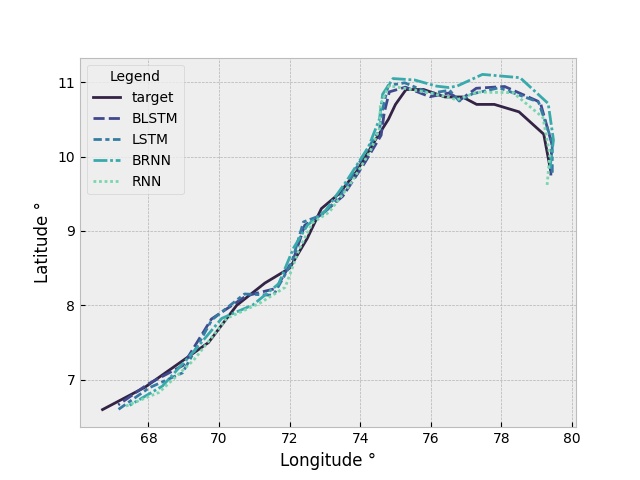 Legend
target
BLSTM
LSTM
BRNN
RNN
11
10
9
8
7
Latitude °
68 70 72 74 76 78 80
Longitude °